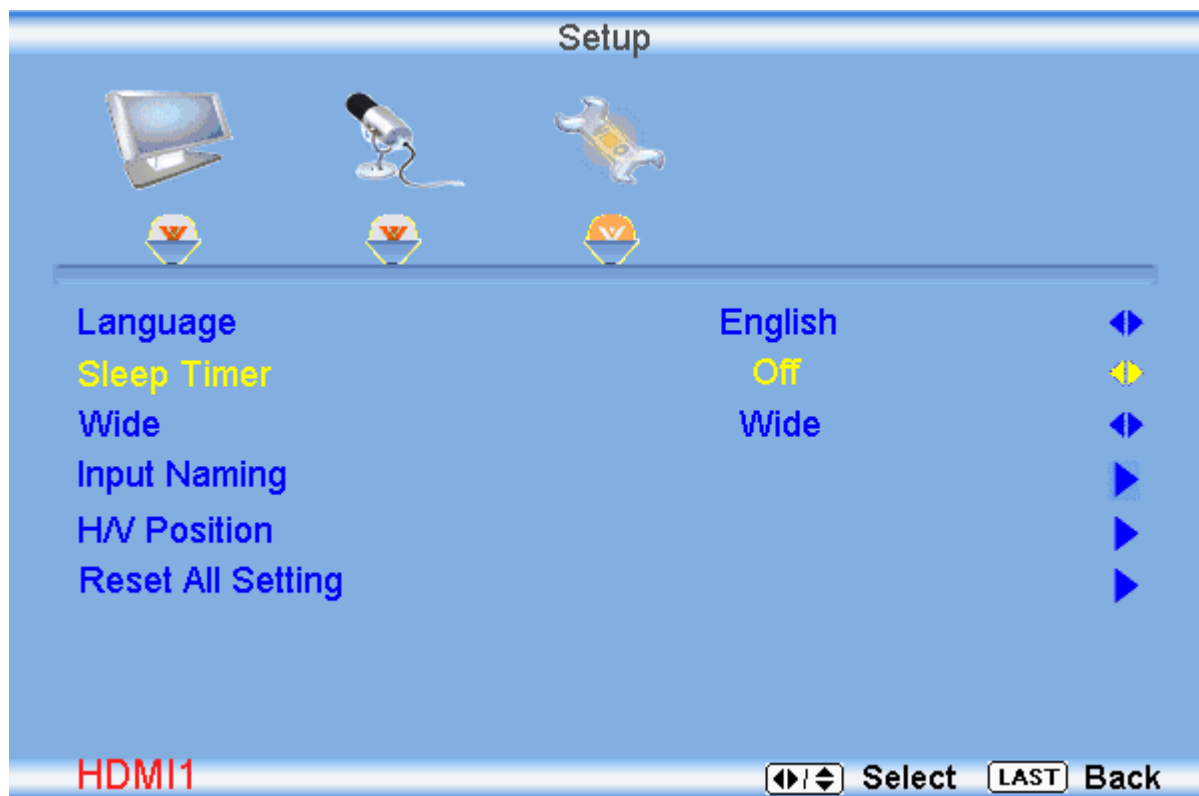 Setup
Language English
Sleep Timer Off
Wide Wide
Input Naming
H/V Position
Reset All Setting
HDMI1 Select LAST Back